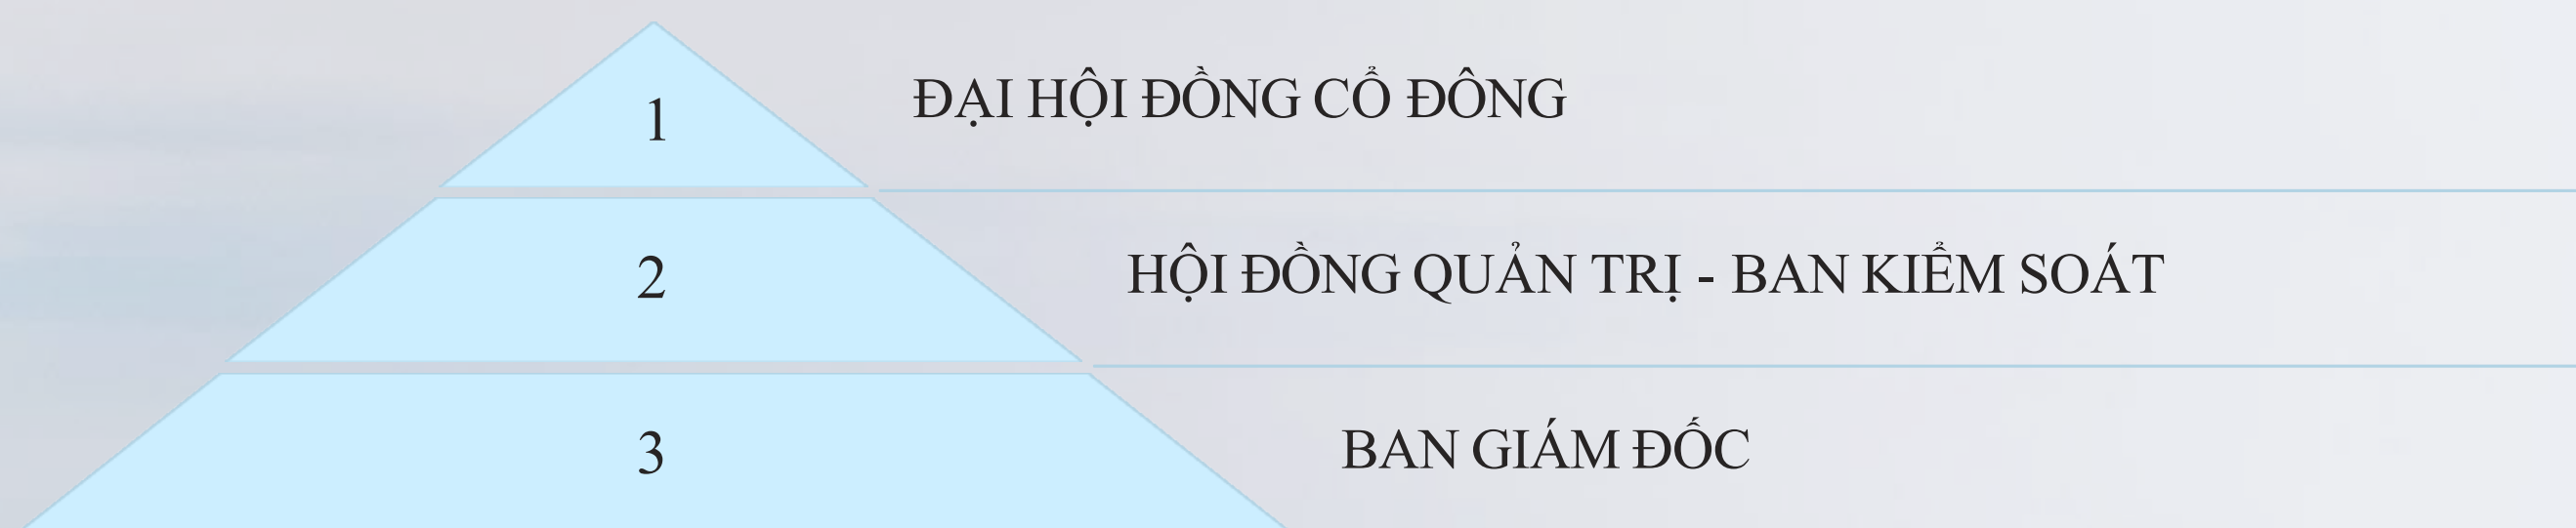 1
ĐẠI HỘI ĐỒNG CỔ ĐÔNG
2
HỘI ĐỒNG QUẢN TRỊ - BAN KIỂM SOÁT
3
BAN GIÁM ĐỐC